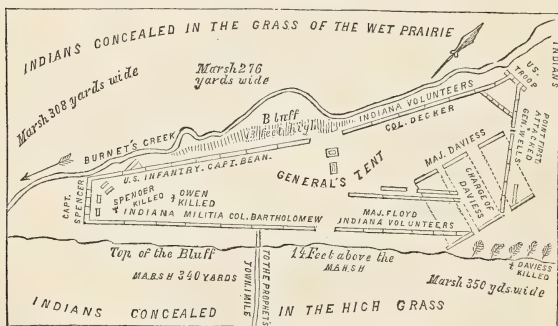 INDIANS CONCEALED IN THE GRASS OF THE WET PRAIRIE
Marsh 308 yards wide
Marsh 276
yards wide
INDIANS
U.S.
TROOP
POINT FIRST
ATTACKED
GEN. WELLS
Bluff
feet high
INDIANA VOLUNTEERS
COL. DECKER
BURNET'S CREEK
U.S. INFANTRY. CAPT. BEAN.
GENERAL'S TENT
MAJ. DAVIESS
CHARGE OF
DAVIESS
CAPT.
SPENCER
SPENCER
KILLED
OWEN
KILLED
INDIANA MILITIA COL. BARTHOLOMEW
MAJ. FLOYD
INDIANA VOLUNTEERS
Top of the Bluff
14 Feet above the
MARSH
MARSH 340 YARDS
TO THE PROPHET'S
TOWN. 1 MILE
DAVIESS
KILLED
Marsh 350 yds. wide
INDIANS CONCEALED IN THE HIGH GRASS